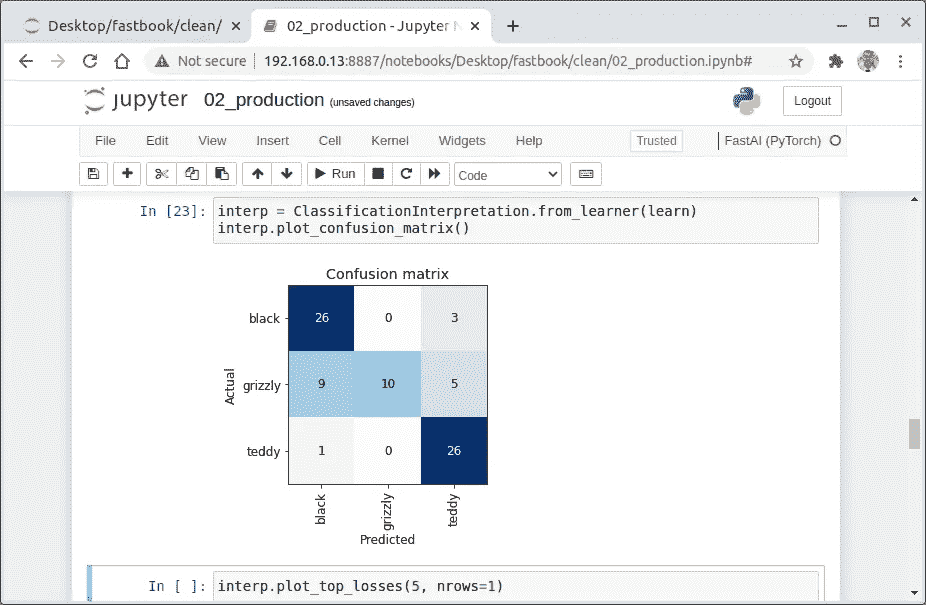 Desktop/fastbook/clean/
02_production - Jupyter N
Not secure
192.168.0.13:8887/notebooks/Desktop/fastbook/clean/02_production.ipynb#
jupyter 02_production (unsaved changes)
Logout
File Edit View Insert Cell Kernel Widgets Help
Trusted
FastAI (PyTorch)
Run
Code
In [23]: interp = ClassificationInterpretation.from_learner(learn)
interp.plot_confusion_matrix()
Confusion matrix
black 26 0 3
Actual
grizzly 9 10 5
teddy 1 0 26
black grizzly teddy
Predicted
In [ ]: interp.plot_top_losses(5, nrows=1)